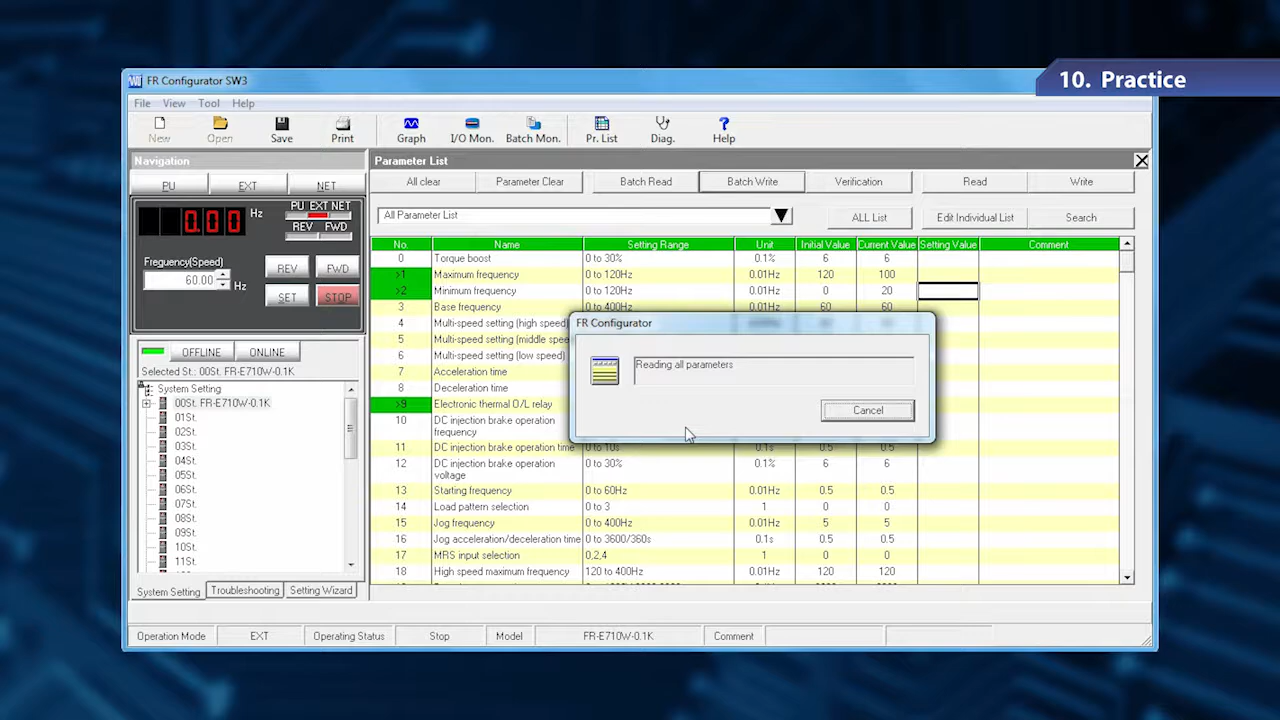 FR Configurator SW3
10. Practice
File View Tool Help
New Open Save Print Graph I/O Mon. Batch Mon. Pr. List Diag. Help
Navigation
PU EXT NET
0.00 Hz PU EXT NET
REV FWD
Frequency(Speed)
60.00 Hz
REV FWD
SET STOP
OFFLINE ONLINE
Selected St.: 00St. FR-E710W-0.1K
System Setting
00St. FR-E710W-0.1K
01St.
02St.
03St.
04St.
05St.
06St.
07St.
08St.
09St.
10St.
11St.
System Setting Troubleshooting Setting Wizard
Parameter List
All clear Parameter Clear Batch Read Batch Write Verification Read Write
All Parameter List ALL List Edit Individual List Search
No. Name Setting Range Unit Initial Value Current Value Setting Value Comment
0 Torque boost 0 to 30% 0.1% 6 6
>1 Maximum frequency 0 to 120Hz 0.01Hz 120 100
>2 Minimum frequency 0 to 120Hz 0.01Hz 0 20
3 Base frequency 0 to 400Hz 0.01Hz 60 60
4 Multi-speed setting (high speed)
5 Multi-speed setting (middle speed
6 Multi-speed setting (low speed)
7 Acceleration time
8 Deceleration time
>9 Electronic thermal O/L relay
10 DC injection brake operation
frequency
11 DC injection brake operation time 0 to 10s 0.1s 0.5 0.5
12 DC injection brake operation
voltage 0 to 30% 0.1% 6 6
13 Starting frequency 0 to 60Hz 0.01Hz 0.5 0.5
14 Load pattern selection 0 to 3 1 0 0
15 Jog frequency 0 to 400Hz 0.01Hz 5 5
16 Jog acceleration/deceleration time 0 to 3600/360s 0.1s 0.5 0.5
17 MRS input selection 0,2,4 1 0 0
18 High speed maximum frequency 120 to 400Hz 0.01Hz 120 120
FR Configurator
Reading all parameters
Cancel
Operation Mode EXT Operating Status Stop Model FR-E710W-0.1K Comment